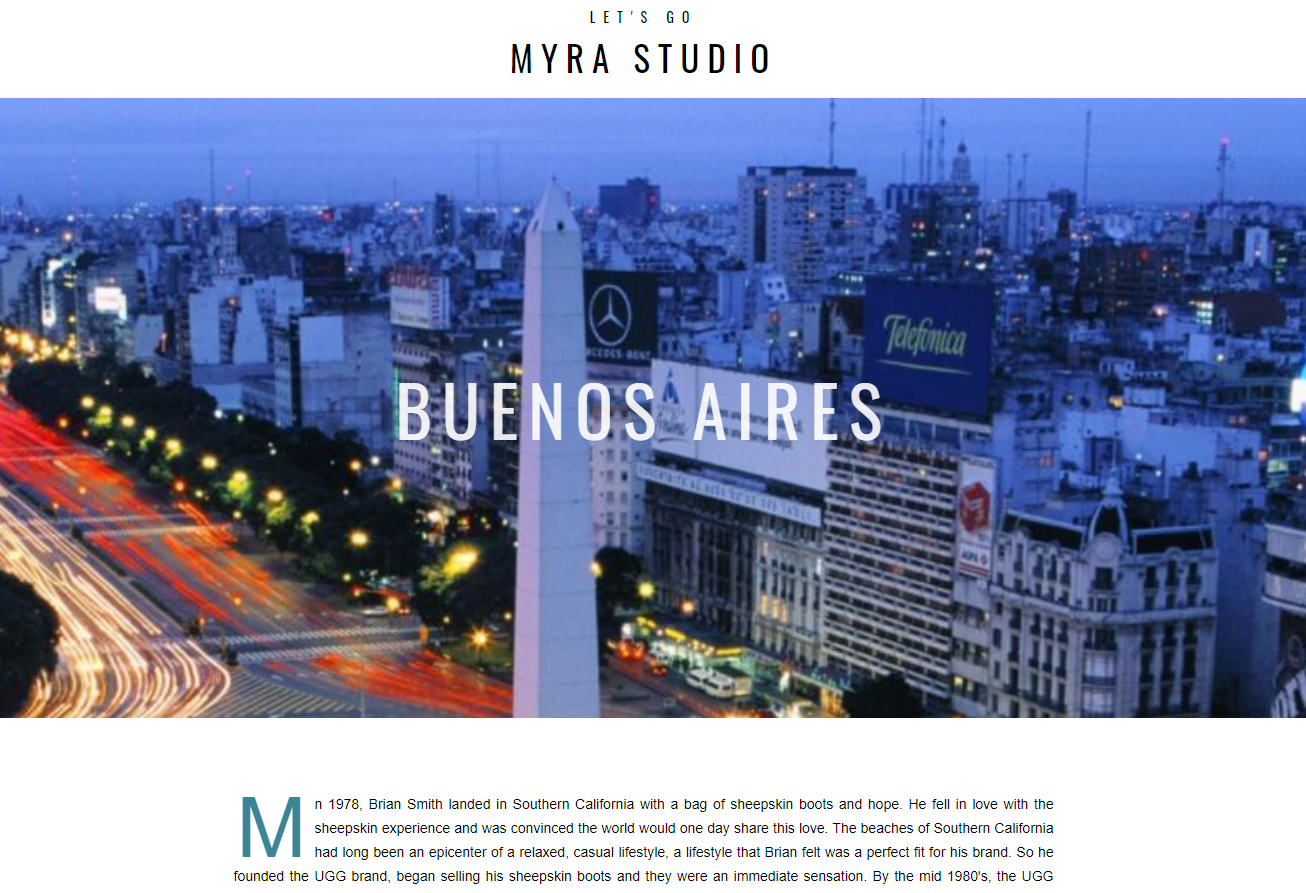 LET'S GO
MYRA STUDIO
MERCEDES-BENZ
Telefonica
BUENOS AIRES
M
n 1978, Brian Smith landed in Southern California with a bag of sheepskin boots and hope. He fell in love with the
sheepskin experience and was convinced the world would one day share this love. The beaches of Southern California
had long been an epicenter of a relaxed, casual lifestyle, a lifestyle that Brian felt was a perfect fit for his brand. So he
founded the UGG brand, began selling his sheepskin boots and they were an immediate sensation. By the mid 1980's, the UGG